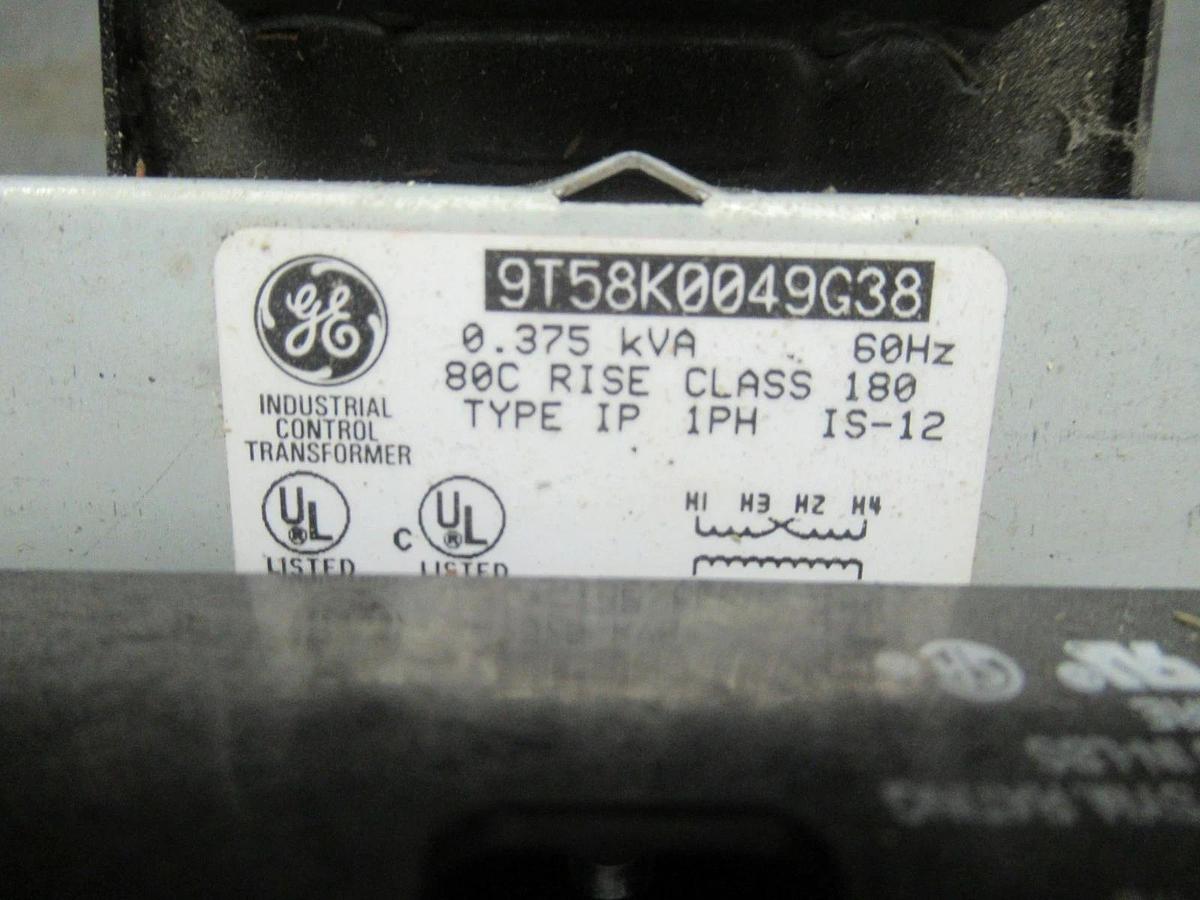 GE
9T58K0049G38
0.375 kVA 60Hz
80C RISE CLASS 180
TYPE IP 1PH IS-12
INDUSTRIAL
CONTROL
TRANSFORMER
UL ® LISTED
C UL ® LISTED
H1 H3 H2 H4